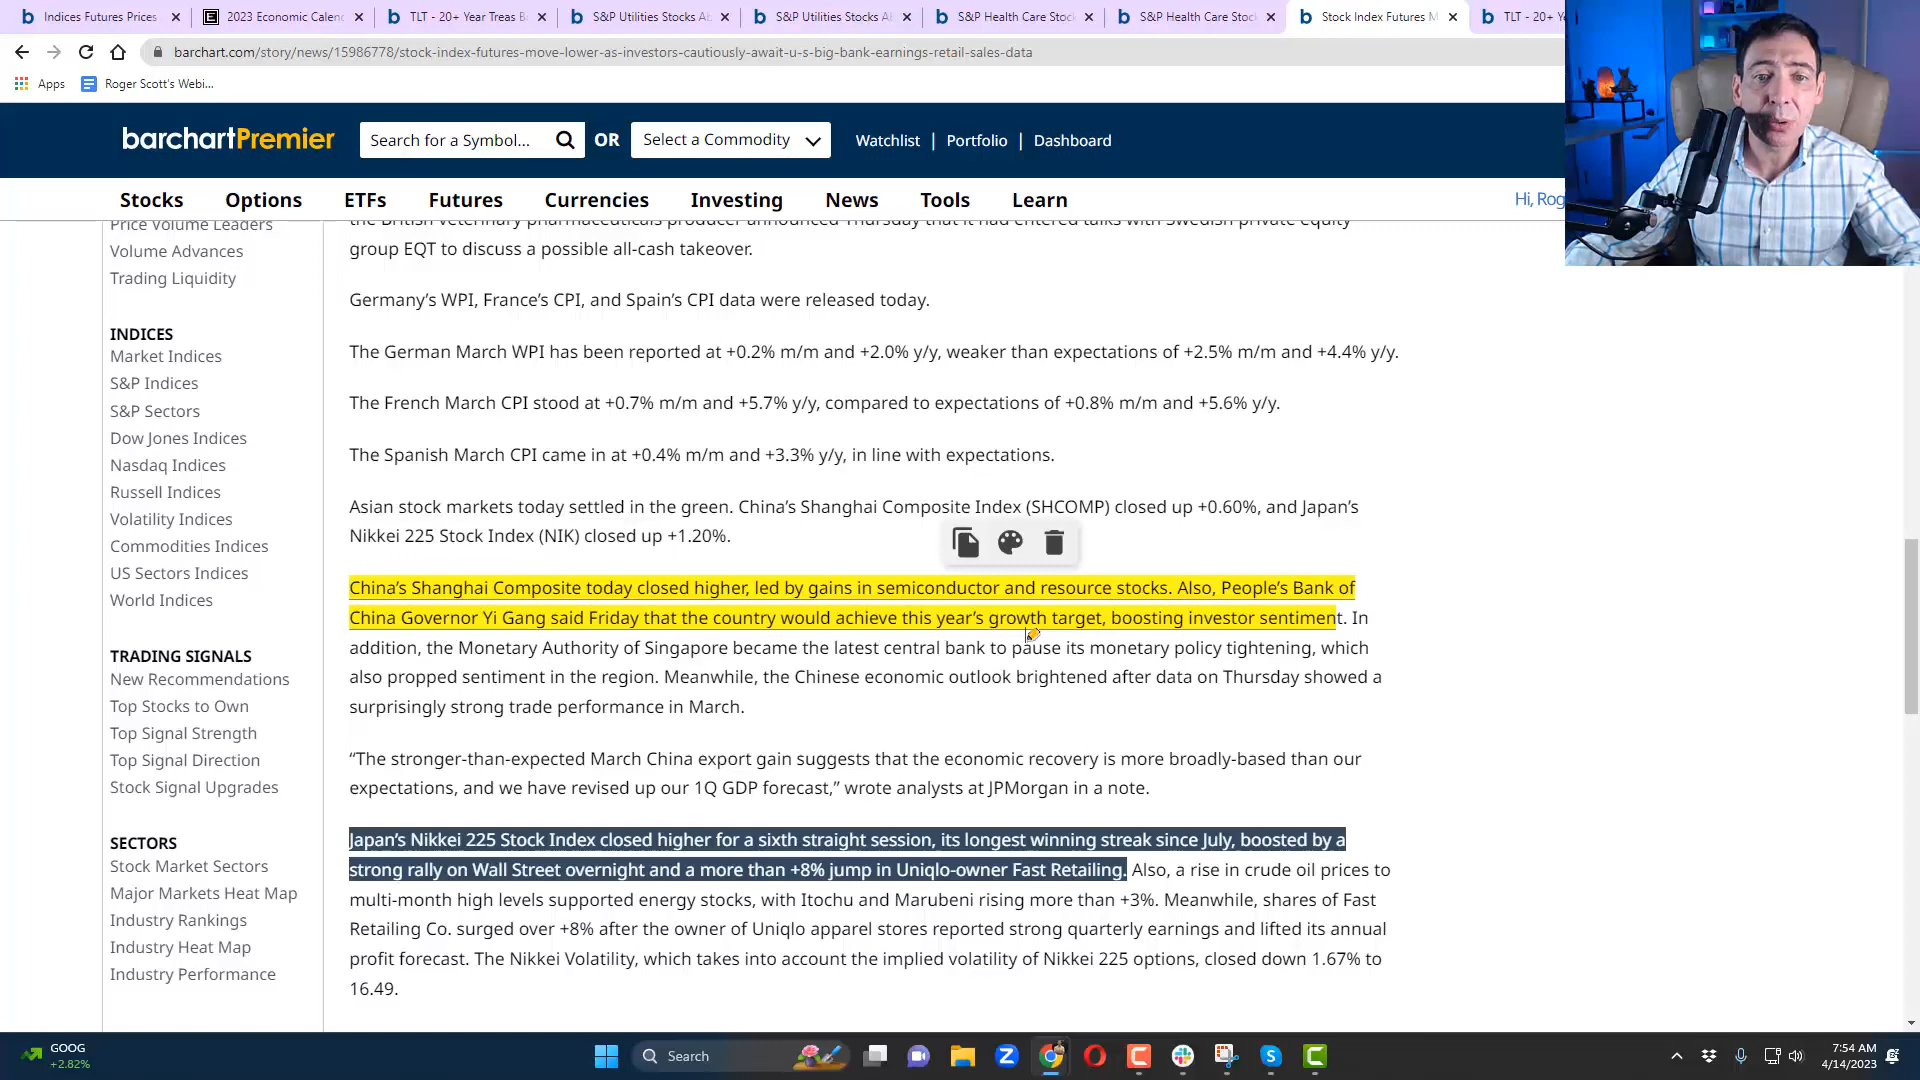 Indices Futures Prices
2023 Economic Calend
TLT - 20+ Year Treas B
S&P Utilities Stocks A
S&P Utilities Stocks A
S&P Health Care Stoc
S&P Health Care Stoc
Stock Index Futures M
TLT - 20+ Ye
barchart.com/story/news/15986778/stock-index-futures-move-lower-as-investors-cautiously-await-u-s-big-bank-earnings-retail-sales-data
Apps
Roger Scott's Webi...
barchartPremier
Search for a Symbol...
OR
Select a Commodity
Watchlist | Portfolio | Dashboard
Stocks Options ETFs Futures Currencies Investing News Tools Learn
Hi, Rog
Price Volume Leaders
Volume Advances
Trading Liquidity
INDICES
Market Indices
S&P Indices
S&P Sectors
Dow Jones Indices
Nasdaq Indices
Russell Indices
Volatility Indices
Commodities Indices
US Sectors Indices
World Indices
TRADING SIGNALS
New Recommendations
Top Stocks to Own
Top Signal Strength
Top Signal Direction
Stock Signal Upgrades
SECTORS
Stock Market Sectors
Major Markets Heat Map
Industry Rankings
Industry Heat Map
Industry Performance
the British veterinary pharmaceuticals producer announced Thursday that it had entered talks with Swedish private equity
group EQT to discuss a possible all-cash takeover.
Germany’s WPI, France’s CPI, and Spain’s CPI data were released today.
The German March WPI has been reported at +0.2% m/m and +2.0% y/y, weaker than expectations of +2.5% m/m and +4.4% y/y.
The French March CPI stood at +0.7% m/m and +5.7% y/y, compared to expectations of +0.8% m/m and +5.6% y/y.
The Spanish March CPI came in at +0.4% m/m and +3.3% y/y, in line with expectations.
Asian stock markets today settled in the green. China’s Shanghai Composite Index (SHCOMP) closed up +0.60%, and Japan’s
Nikkei 225 Stock Index (NIK) closed up +1.20%.
China’s Shanghai Composite today closed higher, led by gains in semiconductor and resource stocks. Also, People’s Bank of
China Governor Yi Gang said Friday that the country would achieve this year’s growth target, boosting investor sentiment. In
addition, the Monetary Authority of Singapore became the latest central bank to pause its monetary policy tightening, which
also propped sentiment in the region. Meanwhile, the Chinese economic outlook brightened after data on Thursday showed a
surprisingly strong trade performance in March.
“The stronger-than-expected March China export gain suggests that the economic recovery is more broadly-based than our
expectations, and we have revised up our 1Q GDP forecast,” wrote analysts at JPMorgan in a note.
Japan’s Nikkei 225 Stock Index closed higher for a sixth straight session, its longest winning streak since July, boosted by a
strong rally on Wall Street overnight and a more than +8% jump in Uniqlo-owner Fast Retailing. Also, a rise in crude oil prices to
multi-month high levels supported energy stocks, with Itochu and Marubeni rising more than +3%. Meanwhile, shares of Fast
Retailing Co. surged over +8% after the owner of Uniqlo apparel stores reported strong quarterly earnings and lifted its annual
profit forecast. The Nikkei Volatility, which takes into account the implied volatility of Nikkei 225 options, closed down 1.67% to
16.49.
GOOG
+2.82%
Search
7:54 AM
4/14/2023